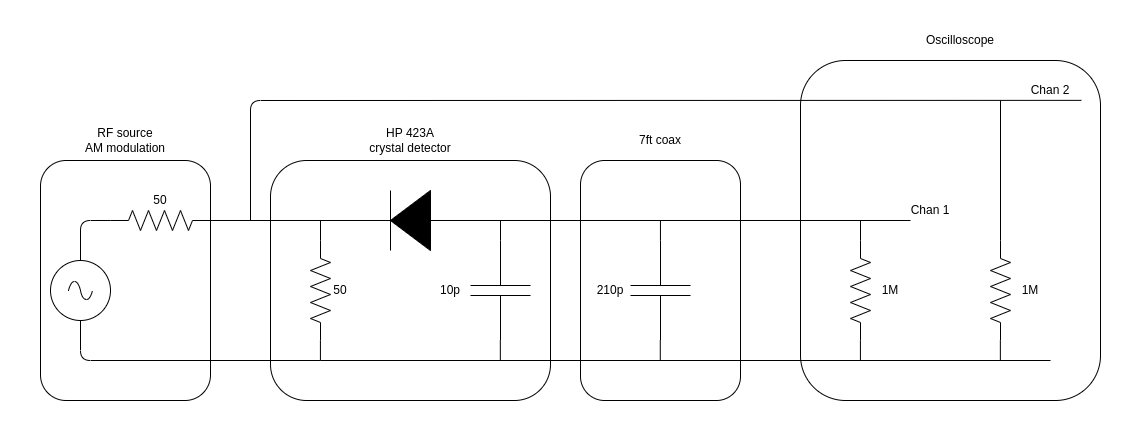 Oscilloscope
Chan 2
RF source
AM modulation
HP 423A
crystal detector
7ft coax
50
Chan 1
50
10p
210p
1M
1M